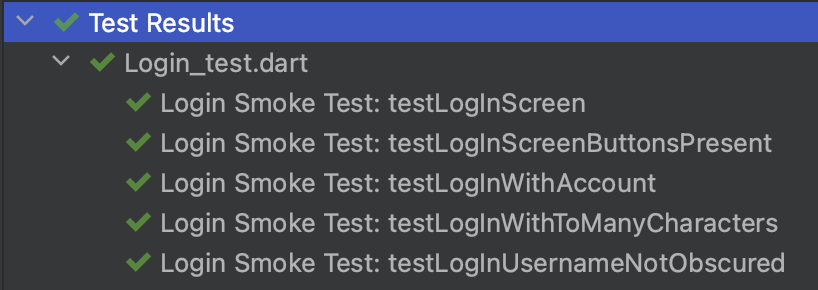 Test Results
Login_test.dart
Login Smoke Test: testLogInScreen
Login Smoke Test: testLogInScreenButtonsPresent
Login Smoke Test: testLogInWithAccount
Login Smoke Test: testLogInWithToManyCharacters
Login Smoke Test: testLogInUsernameNotObscured